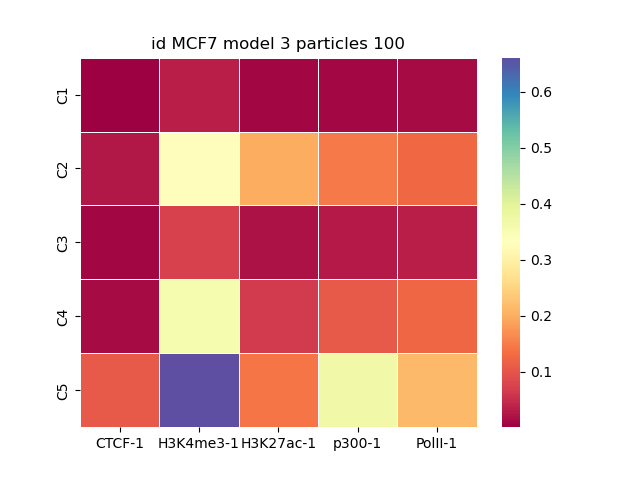 id MCF7 model 3 particles 100
C1
C2
C3
C4
C5
CTCF-1 H3K4me3-1 H3K27ac-1 p300-1 PolII-1
0.6
0.5
0.4
0.3
0.2
0.1